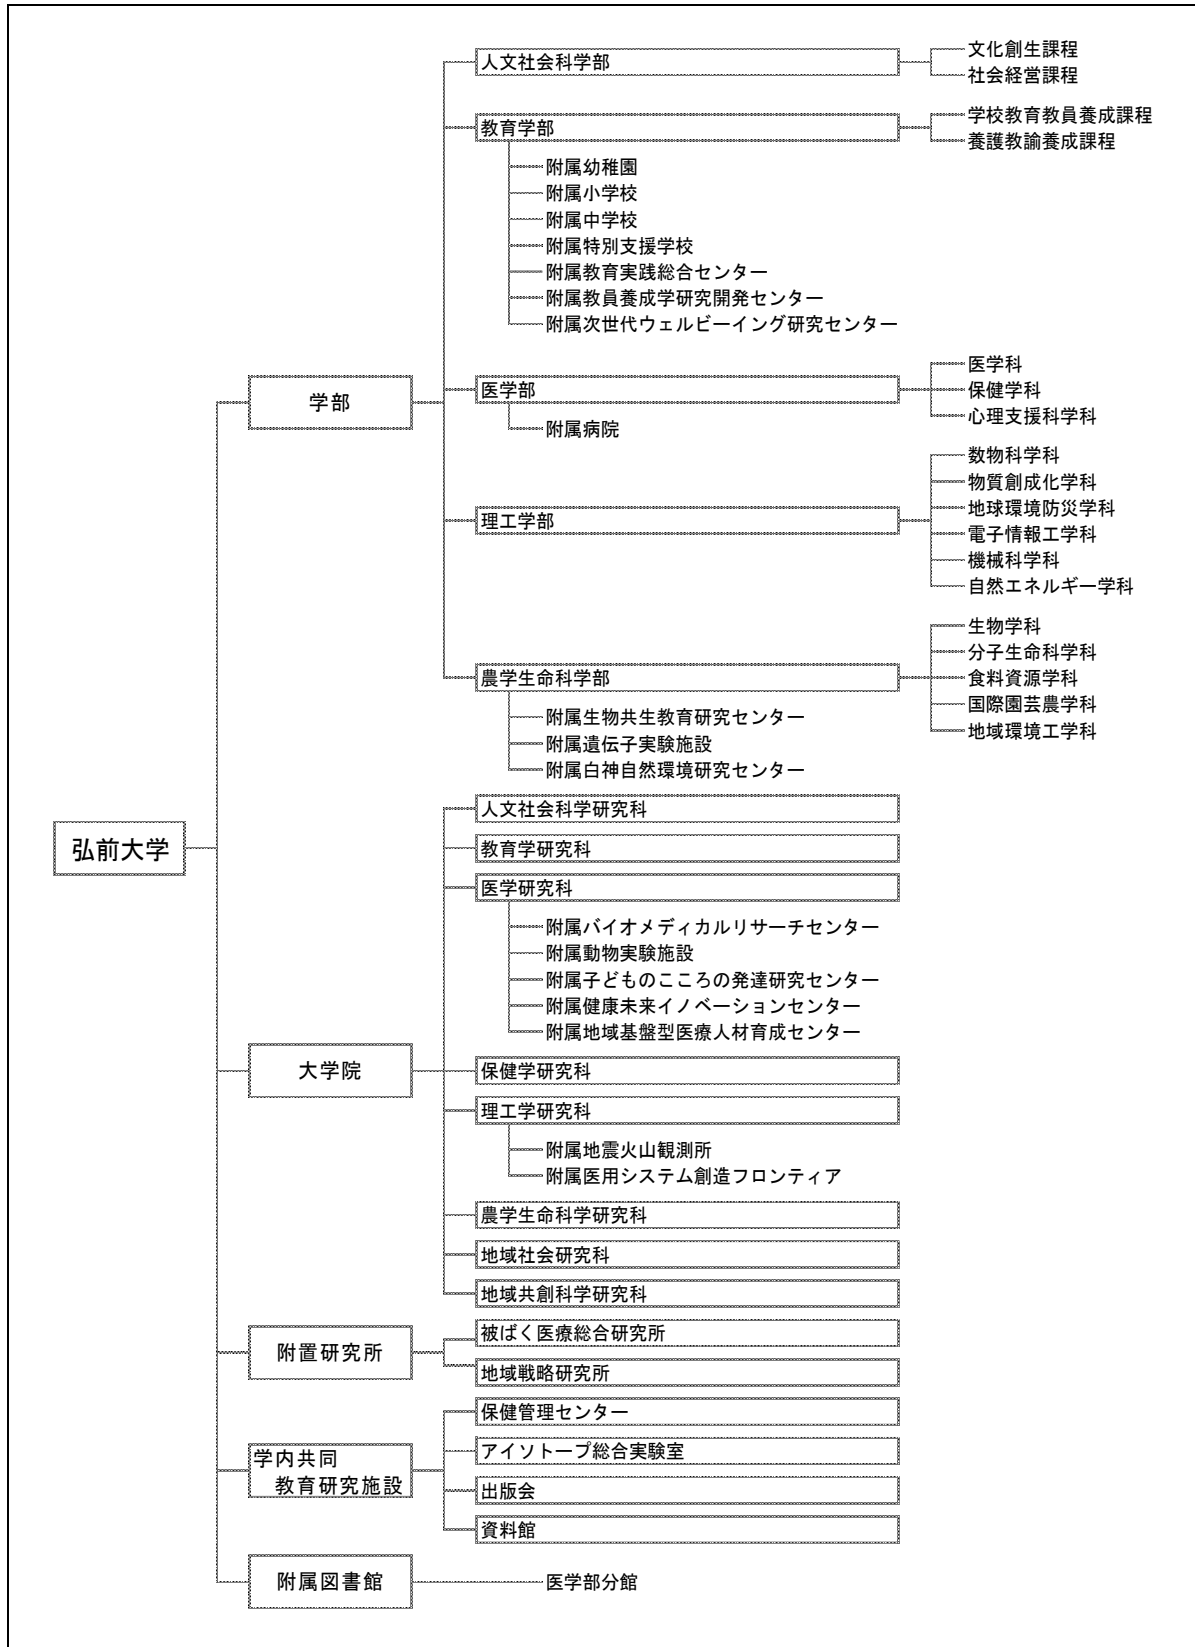 弘前大学
学部
人文社会科学部
文化創生課程
社会経営課程
教育学部
学校教育教員養成課程
養護教諭養成課程
附属幼稚園
附属小学校
附属中学校
附属特別支援学校
附属教育実践総合センター
附属教員養成学研究開発センター
附属次世代ウェルビーイング研究センター
医学部
医学科
保健学科
心理支援科学科
附属病院
理工学部
数物科学科
物質創成化学科
地球環境防災学科
電子情報工学科
機械科学科
自然エネルギー学科
農学生命科学部
生物学科
分子生命科学科
食料資源学科
国際園芸農学科
地域環境工学科
附属生物共生教育研究センター
附属遺伝子実験施設
附属白神自然環境研究センター
大学院
人文社会科学研究科
教育学研究科
医学研究科
附属バイオメディカルリサーチセンター
附属動物実験施設
附属子どものこころの発達研究センター
附属健康未来イノベーションセンター
附属地域基盤型医療人材育成センター
保健学研究科
理工学研究科
附属地震火山観測所
附属医用システム創造フロンティア
農学生命科学研究科
地域社会研究科
地域共創科学研究科
附置研究所
被ばく医療総合研究所
地域戦略研究所
学内共同
教育研究施設
保健管理センター
アイソトープ総合実験室
出版会
資料館
附属図書館
医学部分館